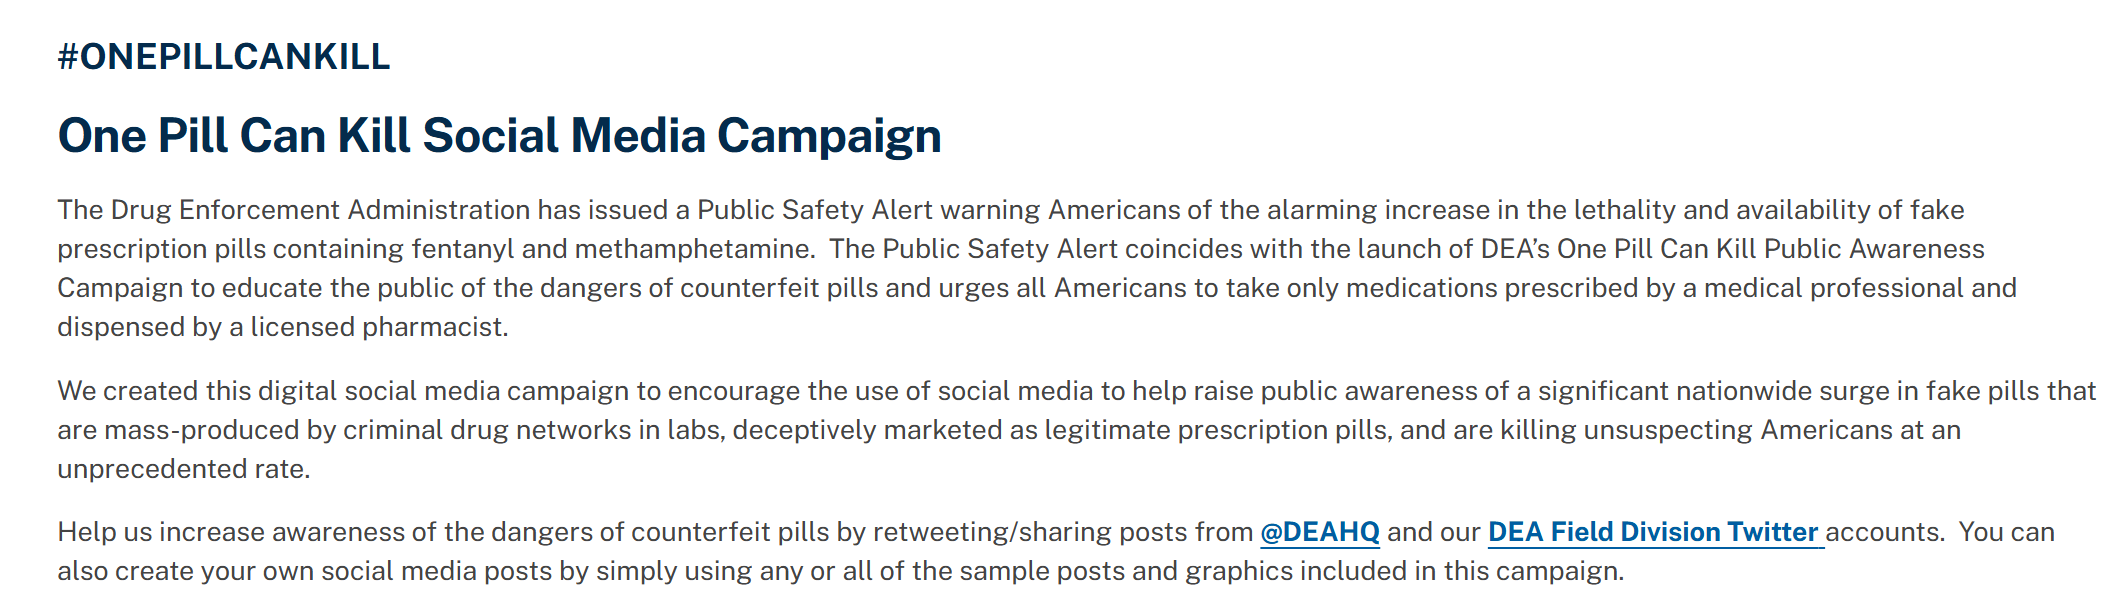 #ONEPILLCANKILL
One Pill Can Kill Social Media Campaign
The Drug Enforcement Administration has issued a Public Safety Alert warning Americans of the alarming increase in the lethality and availability of fake
prescription pills containing fentanyl and methamphetamine.  The Public Safety Alert coincides with the launch of DEA’s One Pill Can Kill Public Awareness
Campaign to educate the public of the dangers of counterfeit pills and urges all Americans to take only medications prescribed by a medical professional and
dispensed by a licensed pharmacist.
We created this digital social media campaign to encourage the use of social media to help raise public awareness of a significant nationwide surge in fake pills that
are mass-produced by criminal drug networks in labs, deceptively marketed as legitimate prescription pills, and are killing unsuspecting Americans at an
unprecedented rate.
Help us increase awareness of the dangers of counterfeit pills by retweeting/sharing posts from @DEAHQ and our DEA Field Division Twitter accounts.  You can
also create your own social media posts by simply using any or all of the sample posts and graphics included in this campaign.